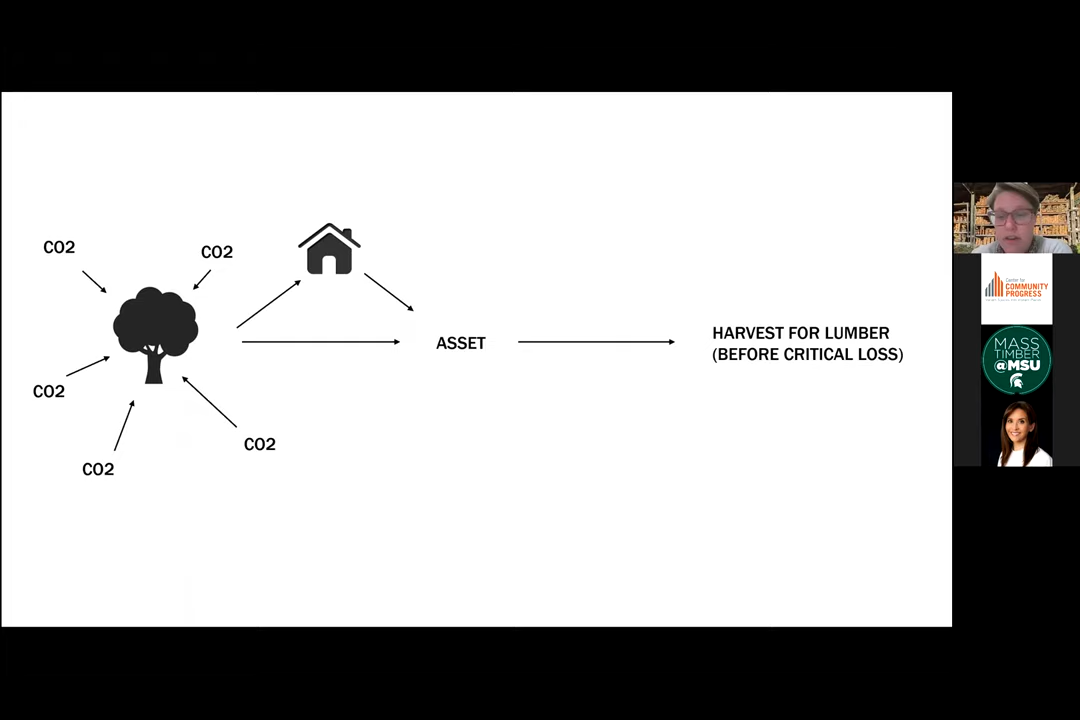 CO2
CO2
CO2
CO2
CO2
ASSET
HARVEST FOR LUMBER
(BEFORE CRITICAL LOSS)
Center for
COMMUNITY
PROGRESS
MASS
TIMBER
@MSU